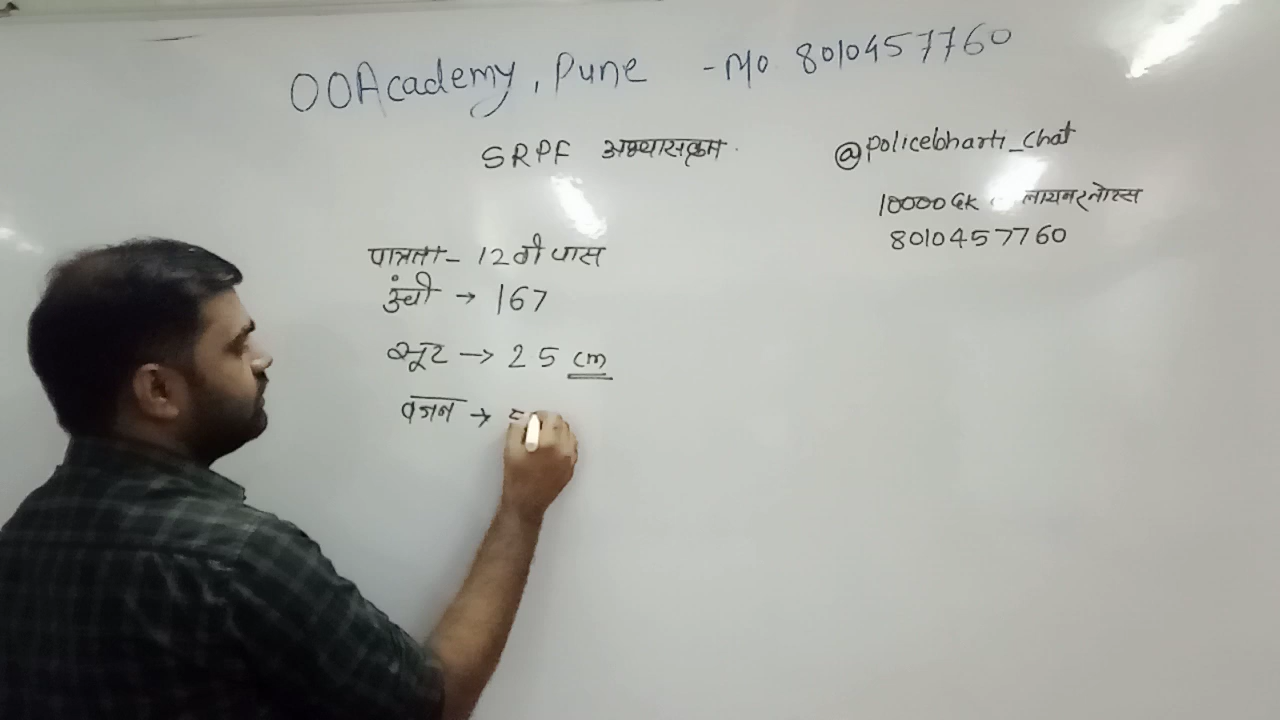 OOAcademy, Pune - Mo 8010457760
SRPF अभ्यासक्रम.
@policebharti_chat
10000 GK लायनर नोटस
8010457760
पात्रता - 12 वी पास
उंची → 167
सूट → 25 cm
वजन →